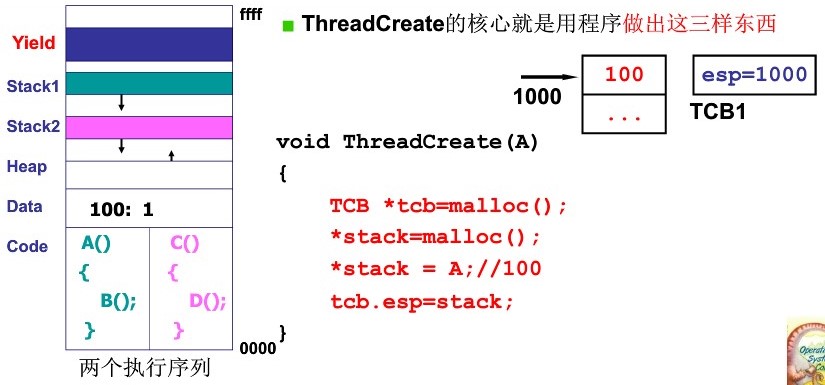 ffff
Yield
Stack1
Stack2
Heap
Data
100: 1
Code
A()
{
B();
}
C()
{
D();
}
0000
两个执行序列
ThreadCreate的核心就是用程序做出这三样东西
1000
100
...
esp=1000
TCB1
void ThreadCreate(A)
{
TCB *tcb=malloc();
*stack=malloc();
*stack = A;//100
tcb.esp=stack;
}